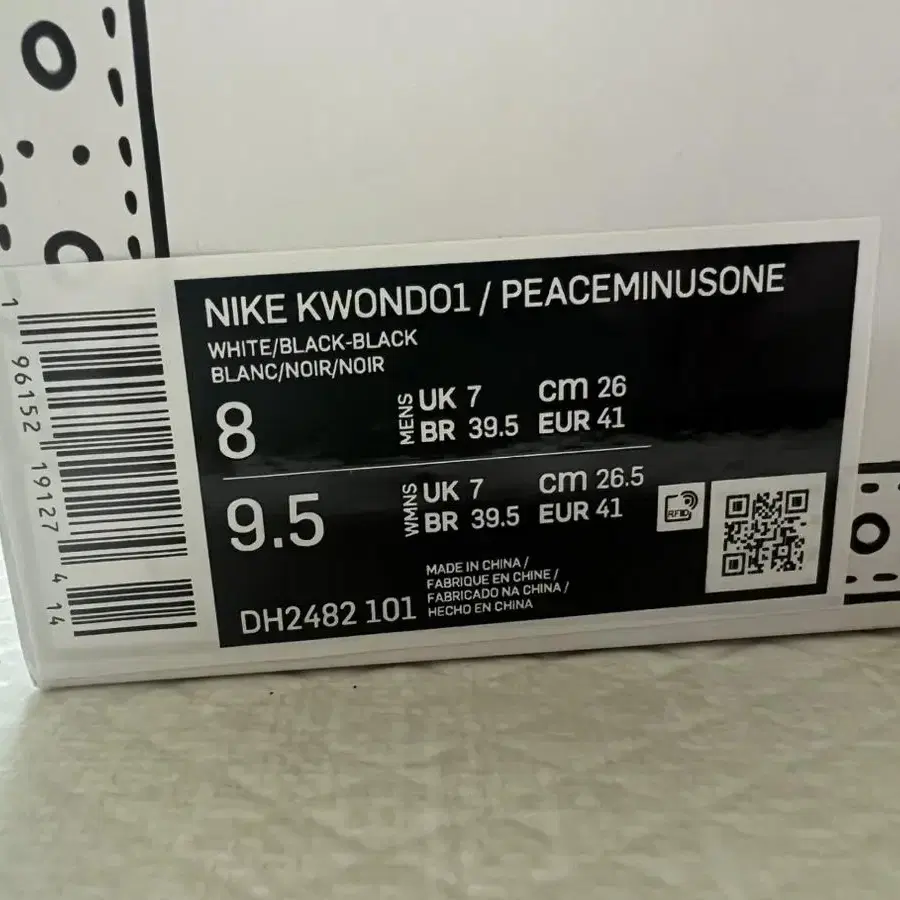 NIKE KWONDO1 / PEACEMINUSONE
WHITE/BLACK-BLACK
BLANC/NOIR/NOIR
8
MENS
UK 7 cm 26
BR 39.5 EUR 41
9.5
WMNS
UK 7 cm 26.5
BR 39.5 EUR 41
RFID
MADE IN CHINA /
FABRIQUE EN CHINE /
FABRICADO NA CHINA /
HECHO EN CHINA
DH2482 101
1 96152 19127 4 14